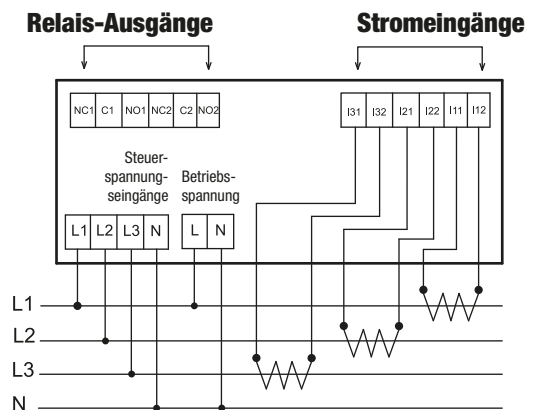 Relais-Ausgänge Stromeingänge
NC1 C1 NO1 NC2 C2 NO2 I31 I32 I21 I22 I11 I12
Steuer-
spannung-
seingänge
Betriebs-
spannung
L1 L2 L3 N L N
L1
L2
L3
N